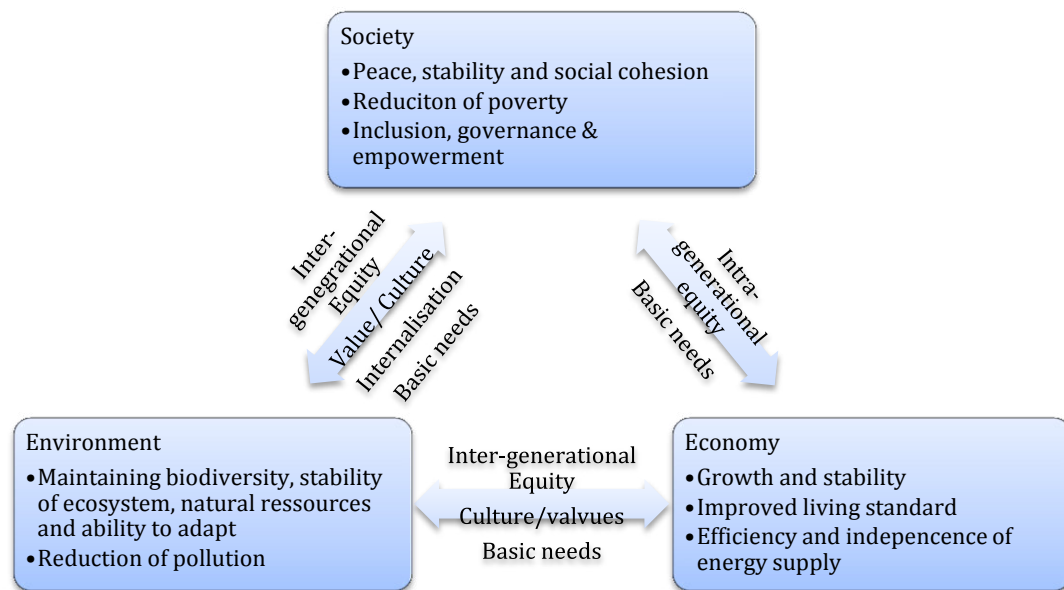 Society
•Peace, stability and social cohesion
•Reduciton of poverty
•Inclusion, governance &
empowerment
Inter-
genegrational
Equity
Value/ Culture
Internalisation
Basic needs
Intra-
generational
equity
Basic needs
Environment
•Maintaining biodiversity, stability
of ecosystem, natural ressources
and ability to adapt
•Reduction of pollution
Inter-generational
Equity
Culture/valvues
Basic needs
Economy
•Growth and stability
•Improved living standard
•Efficiency and indepencence of
energy supply